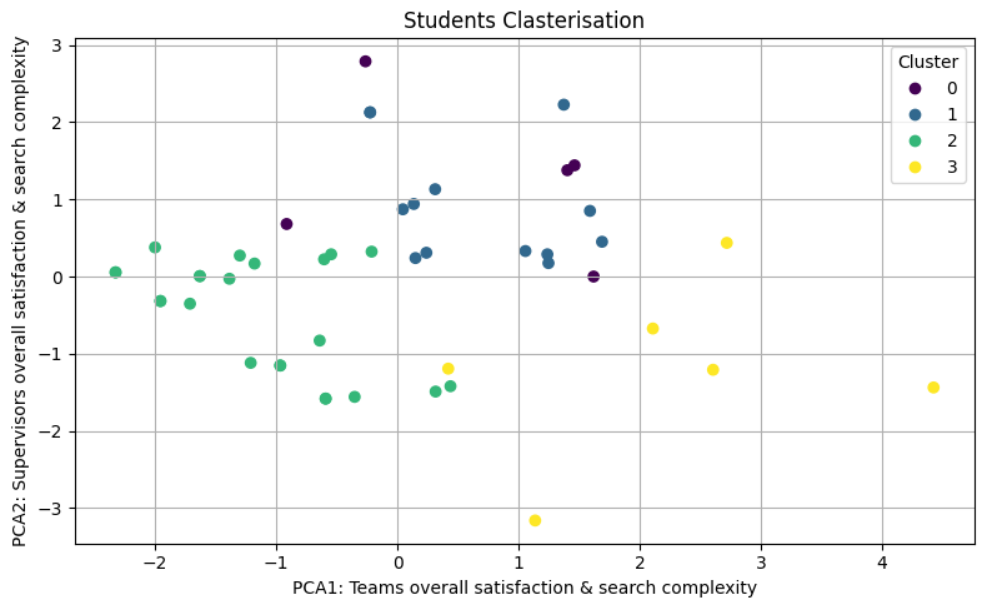 Students Clasterisation
PCA2: Supervisors overall satisfaction & search complexity
3
2
1
0
−1
−2
−3
Cluster
0
1
2
3
−2 −1 0 1 2 3 4
PCA1: Teams overall satisfaction & search complexity